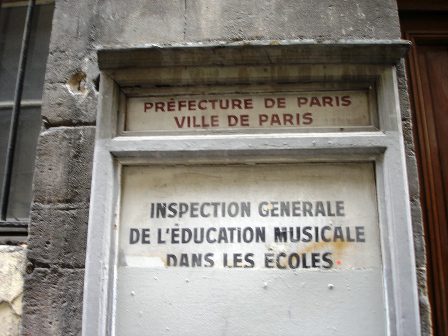 PRÉFECTURE DE PARIS
VILLE DE PARIS
INSPECTION GENERALE
DE L'ÉDUCATION MUSICALE
DANS LES ÉCOLES